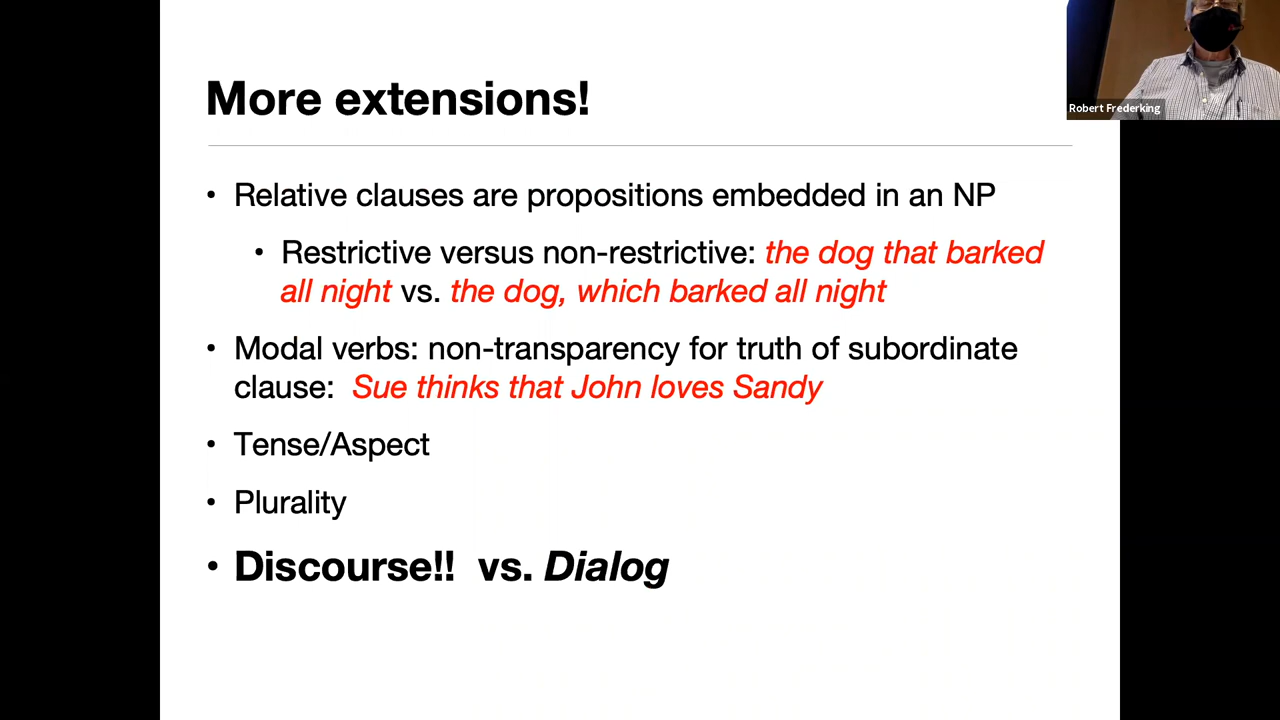 Robert Frederking
More extensions!
• Relative clauses are propositions embedded in an NP
• Restrictive versus non-restrictive: the dog that barked
all night vs. the dog, which barked all night
• Modal verbs: non-transparency for truth of subordinate
clause: Sue thinks that John loves Sandy
• Tense/Aspect
• Plurality
• Discourse!! vs. Dialog